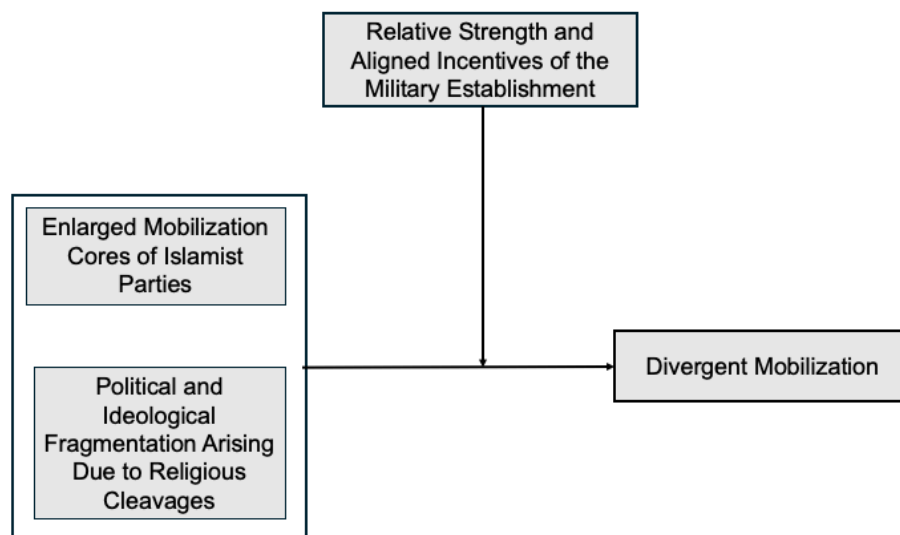 Relative Strength and
Aligned Incentives of the
Military Establishment
Enlarged Mobilization
Cores of Islamist
Parties
Political and
Ideological
Fragmentation Arising
Due to Religious
Cleavages
Divergent Mobilization